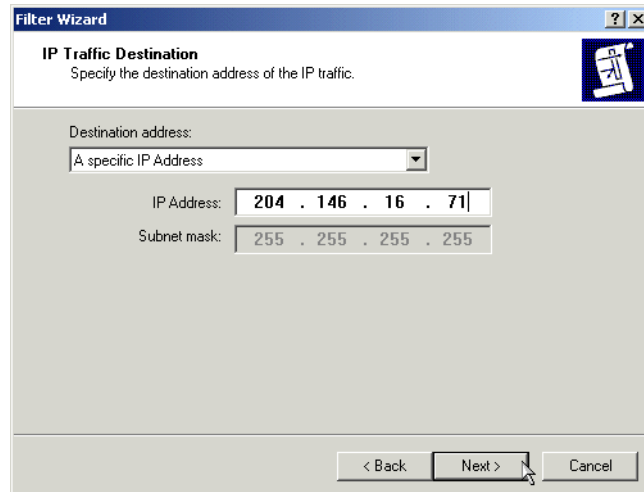 Filter Wizard
IP Traffic Destination
Specify the destination address of the IP traffic.
Destination address:
A specific IP Address
IP Address: 204 . 146 . 16 . 71
Subnet mask: 255 . 255 . 255 . 255
< Back Next > Cancel